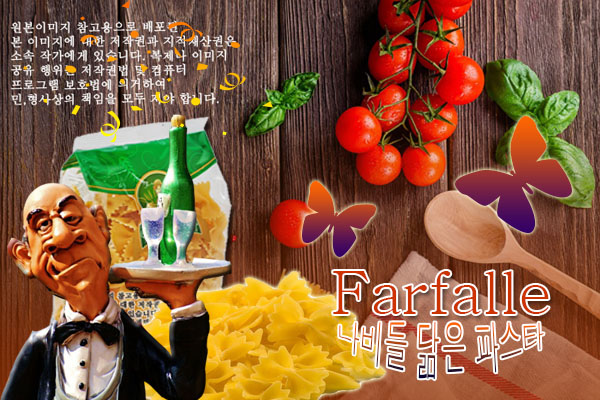 원본이미지 참고용으로 배포한
본 이미지에 대한 저작권과 지적재산권은
소속 작가에게 있습니다. 복제나 이미지
공유 행위는 저작권법 및 컴퓨터
프로그램 보호법에 의거하여
민,형사상의 책임을 모두 져야 합니다.
Farfalle
나비들 닮은 파스타